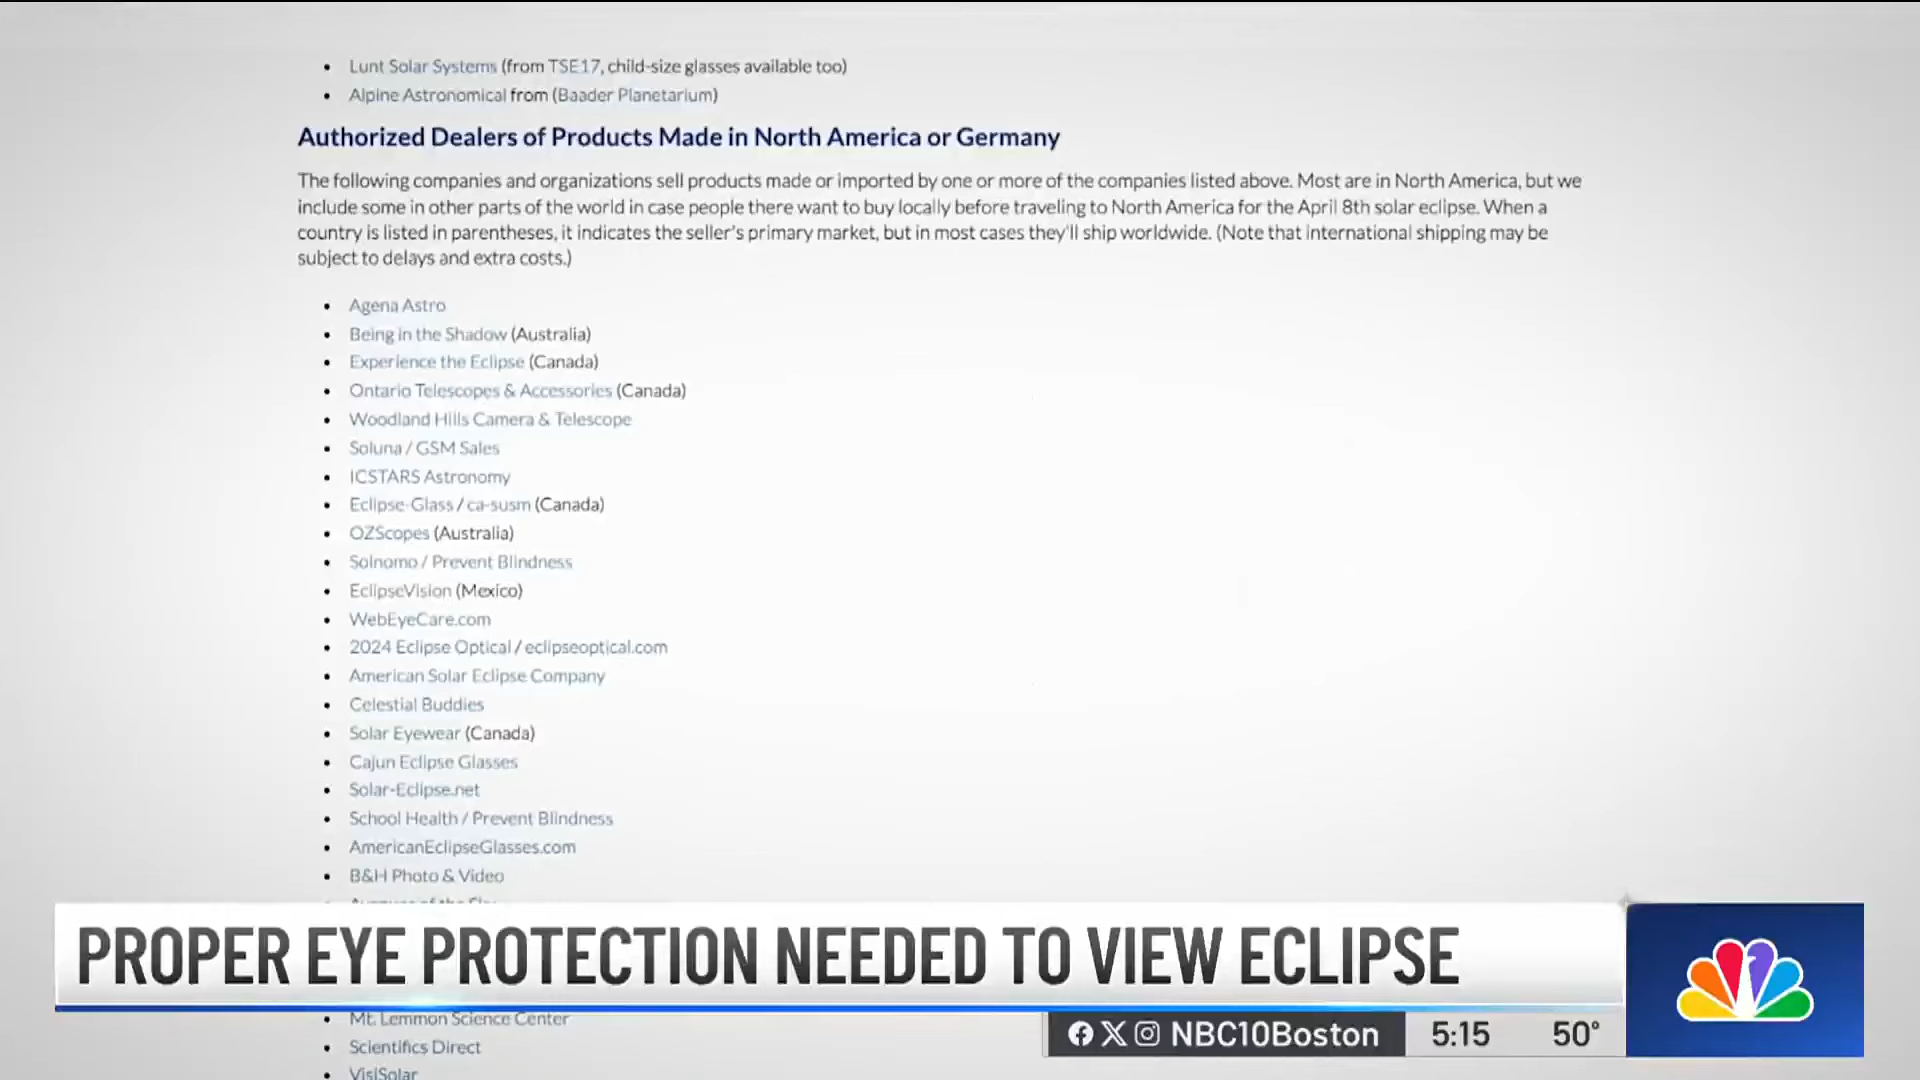 • Lunt Solar Systems (from TSE17, child-size glasses available too)
• Alpine Astronomical from (Baader Planetarium)
Authorized Dealers of Products Made in North America or Germany
The following companies and organizations sell products made or imported by one or more of the companies listed above. Most are in North America, but we
include some in other parts of the world in case people there want to buy locally before traveling to North America for the April 8th solar eclipse. When a
country is listed in parentheses, it indicates the seller's primary market, but in most cases they'll ship worldwide. (Note that international shipping may be
subject to delays and extra costs.)
• Agena Astro
• Being in the Shadow (Australia)
• Experience the Eclipse (Canada)
• Ontario Telescopes & Accessories (Canada)
• Woodland Hills Camera & Telescope
• Soluna / GSM Sales
• ICSTARS Astronomy
• Eclipse-Glass / ca-susm (Canada)
• OZScopes (Australia)
• Solnomo / Prevent Blindness
• EclipseVision (Mexico)
• WebEyeCare.com
• 2024 Eclipse Optical / eclipseoptical.com
• American Solar Eclipse Company
• Celestial Buddies
• Solar Eyewear (Canada)
• Cajun Eclipse Glasses
• Solar-Eclipse.net
• School Health / Prevent Blindness
• AmericanEclipseGlasses.com
• B&H Photo & Video
PROPER EYE PROTECTION NEEDED TO VIEW ECLIPSE
• Mt. Lemmon Science Center
• Scientifics Direct
• VisiSolar
NBC10Boston 5:15 50°